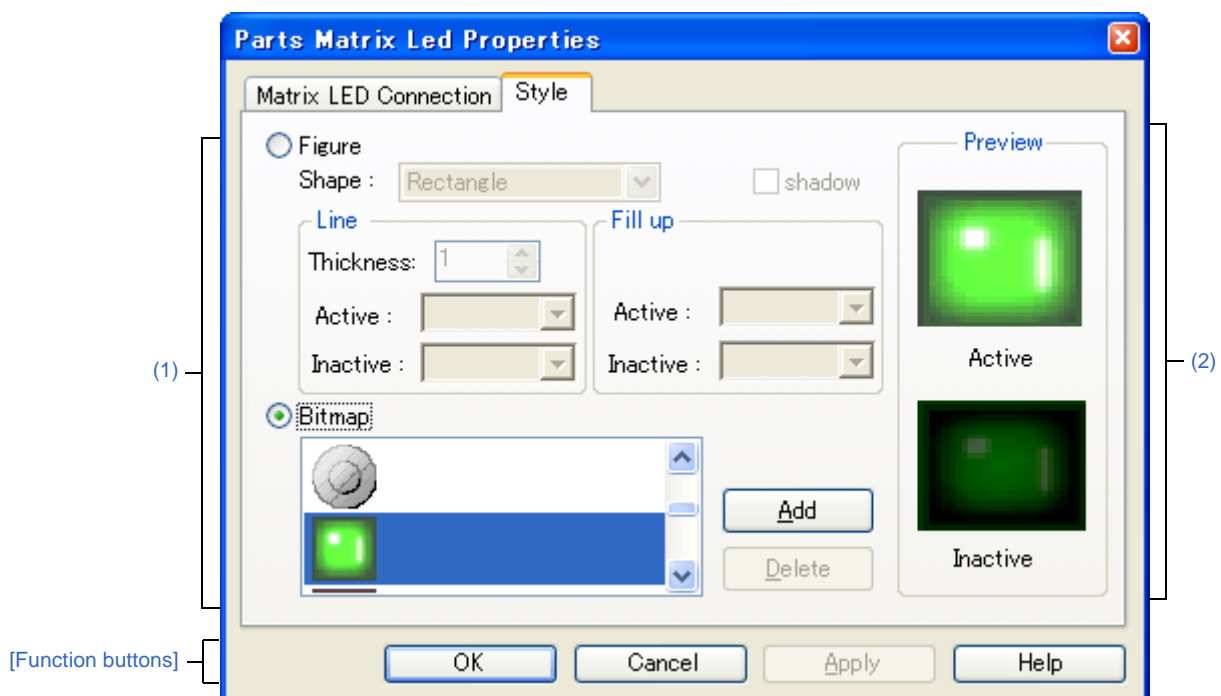 Parts Matrix Led Properties
Matrix LED Connection Style
Figure
Shape : Rectangle shadow
Line
Thickness: 1
Active :
Inactive :
Fill up
Active :
Inactive :
Bitmap
Add
Delete
Preview
Active
Inactive
(1)
(2)
[Function buttons]
OK Cancel Apply Help